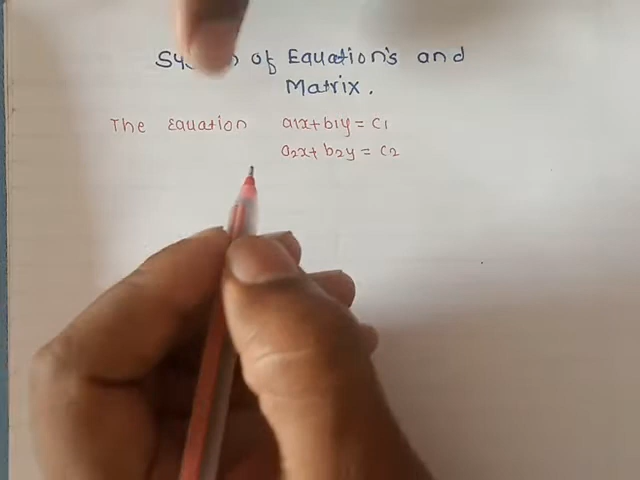 of Equation's and
Matrix.
The Equation a1x+b1y = c1
a2x+ b2y = c2